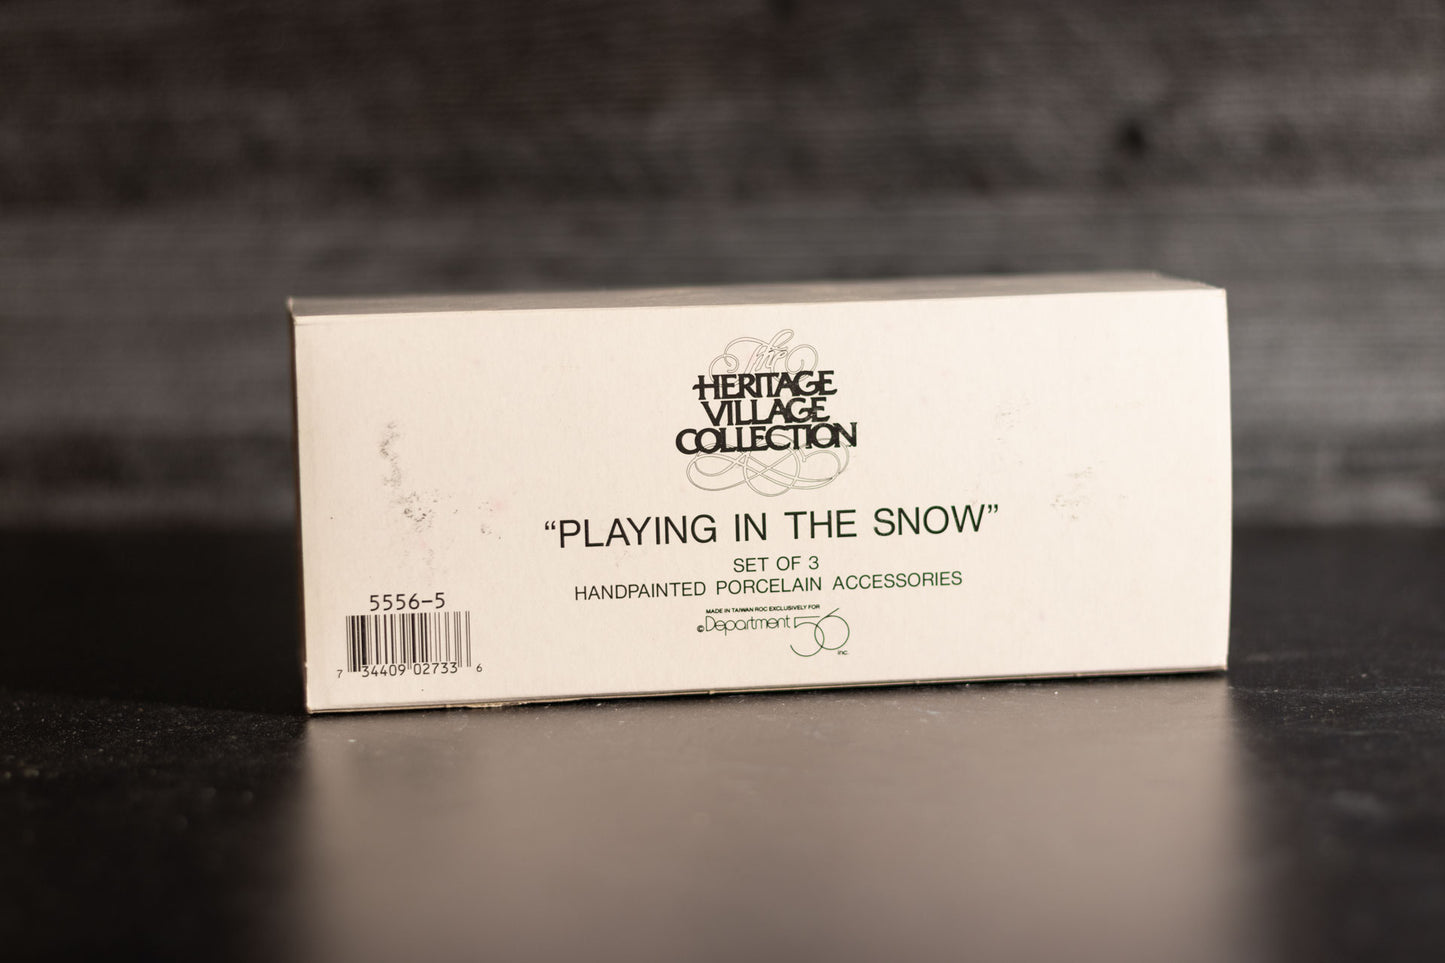 The
HERITAGE
VILLAGE
COLLECTION
“PLAYING IN THE SNOW”
SET OF 3
HANDPAINTED PORCELAIN ACCESSORIES
MADE IN TAIWAN ROC EXCLUSIVELY FOR
©Department 56
inc.
5556-5
7 34409 02733 6